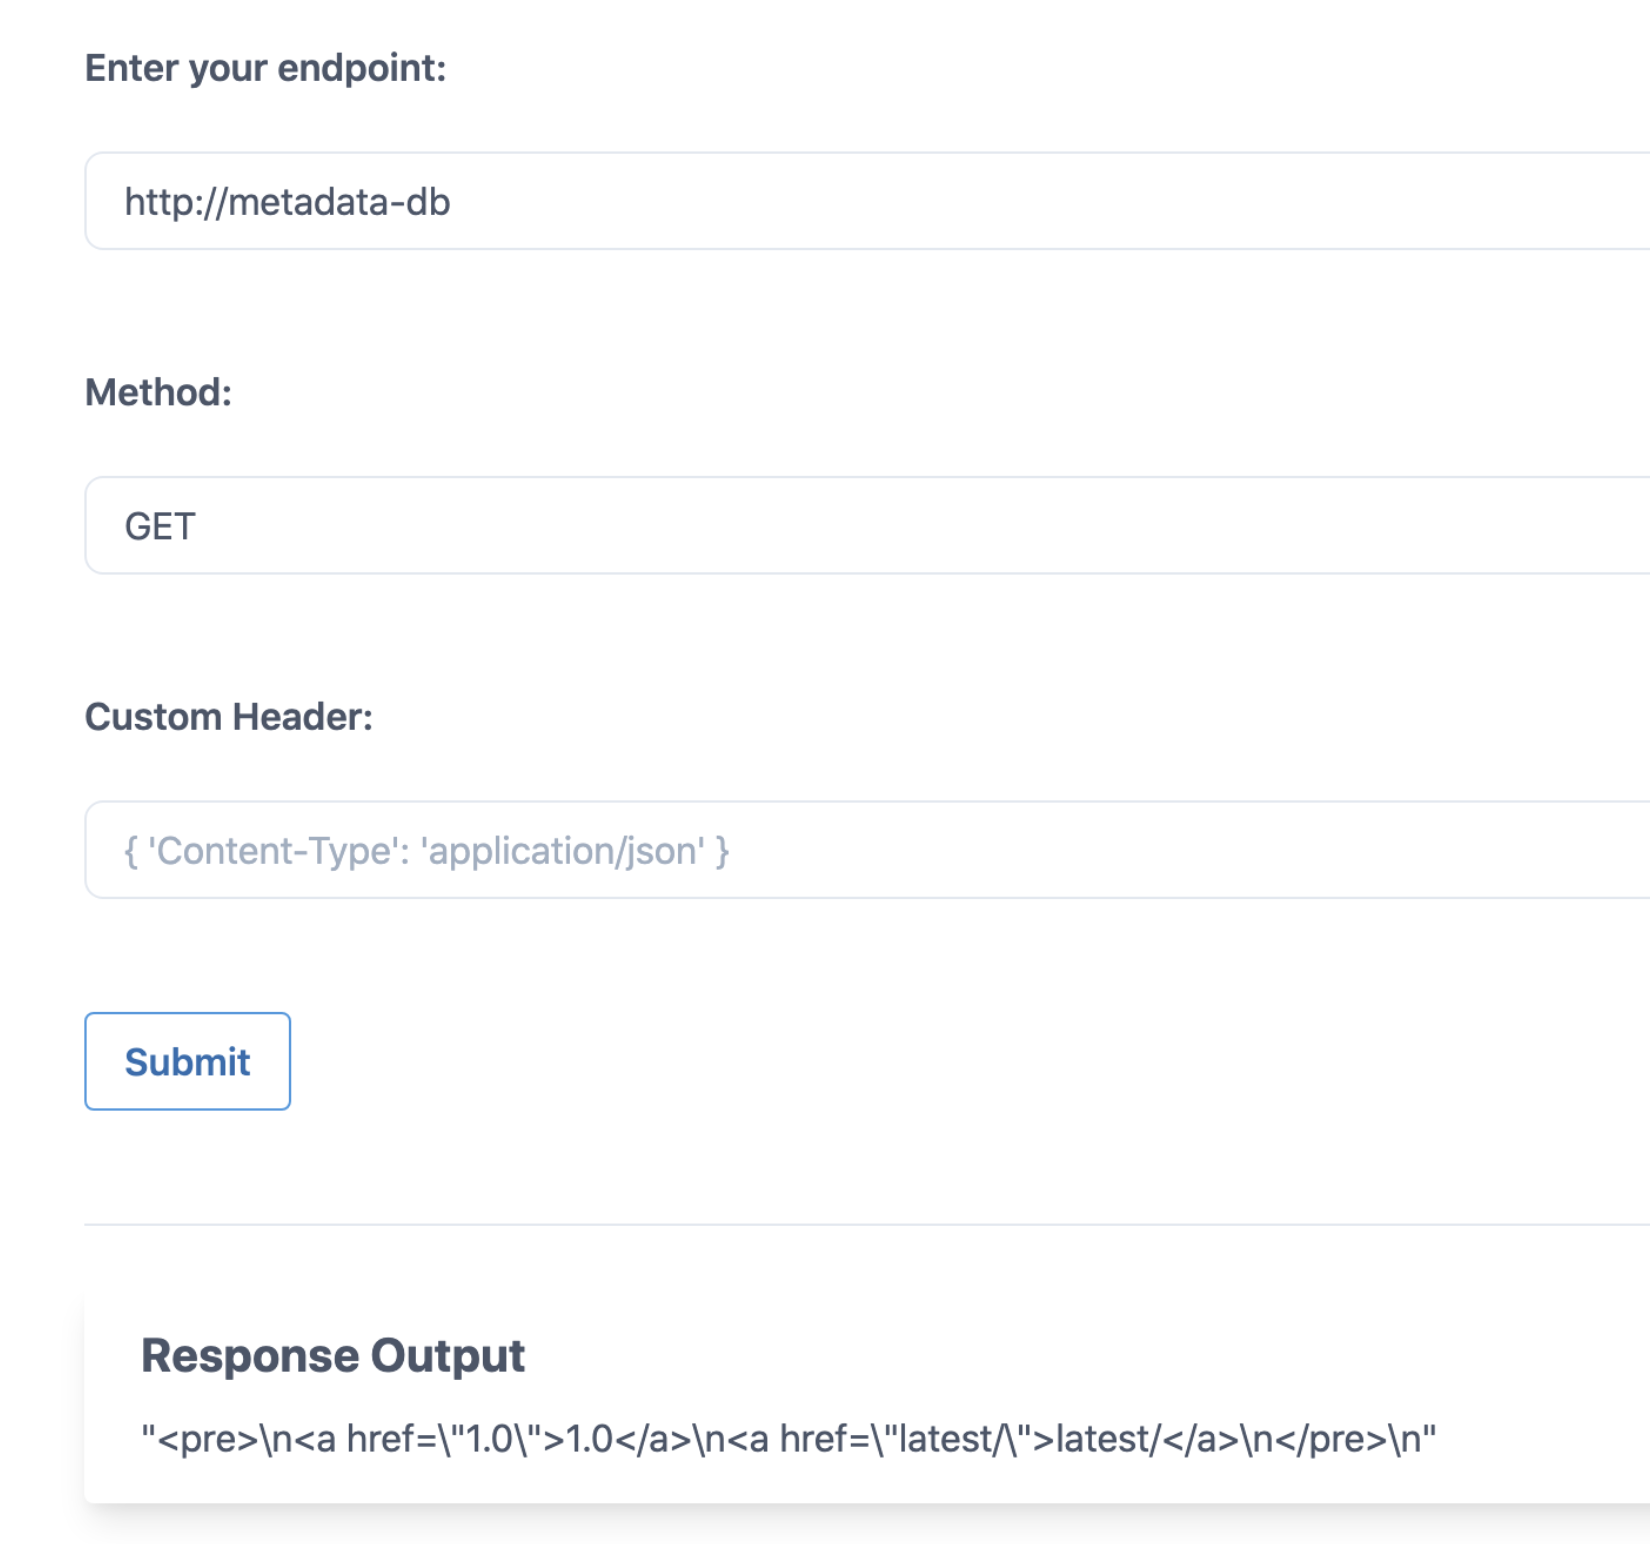 Enter your endpoint:
http://metadata-db
Method:
GET
Custom Header:
{ 'Content-Type': 'application/json' }
Submit
Response Output
"<pre>\n<a href=\"1.0\">1.0</a>\n<a href=\"latest/\">latest/</a>\n</pre>\n"